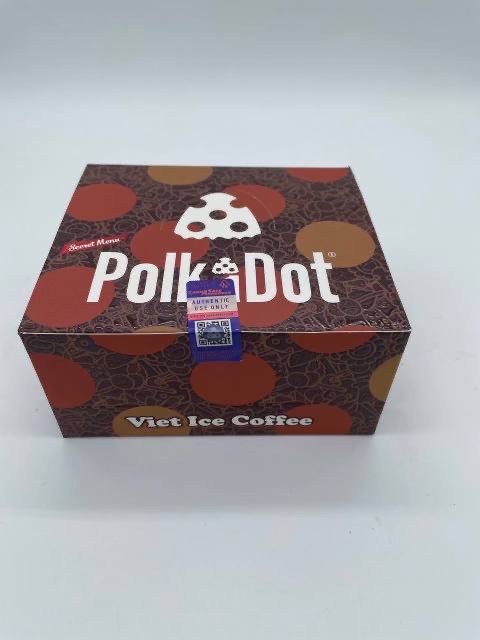 Secret Menu
PolkaDot®
AUTHENTIC
USE ONLY
Viet Ice Coffee